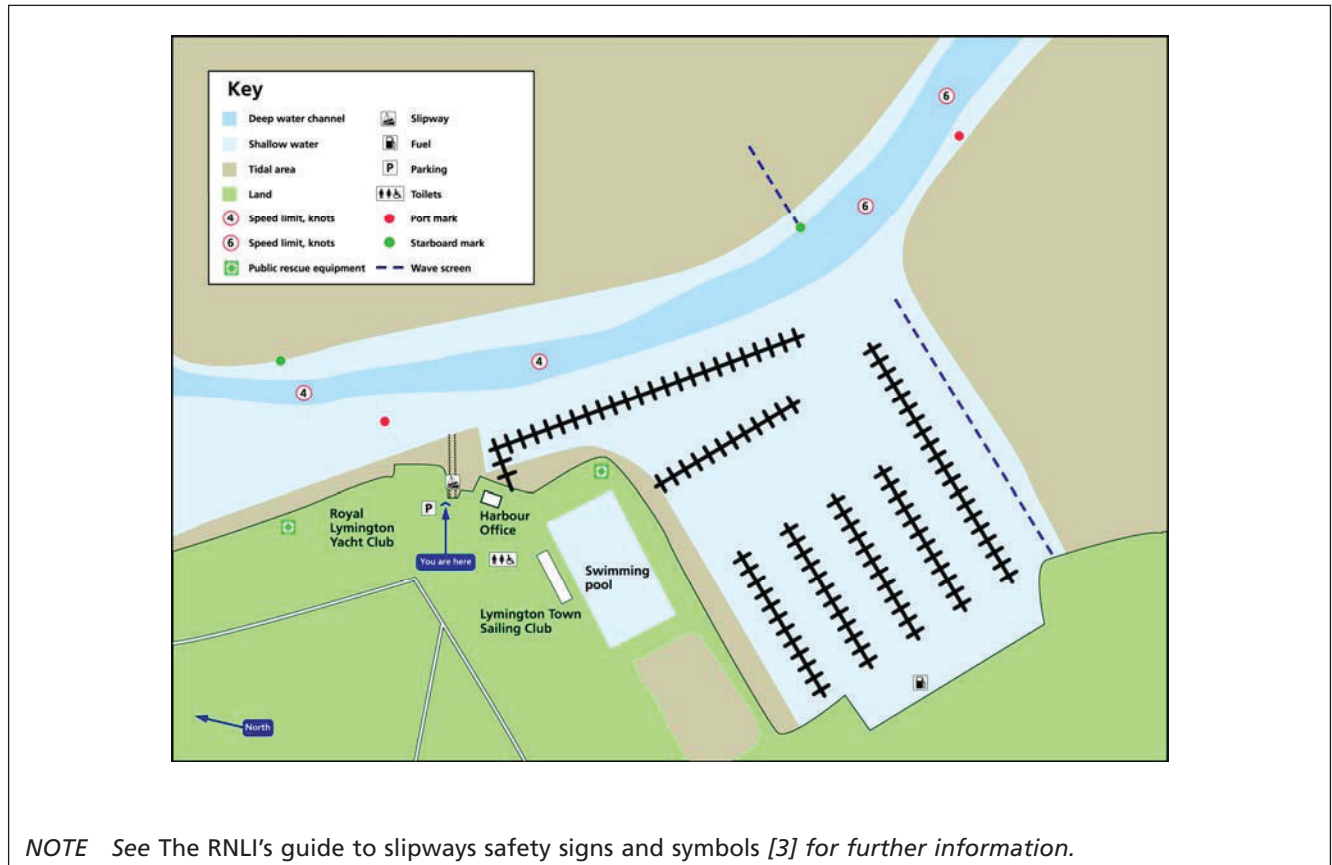 Key
Deep water channel
Shallow water
Tidal area
Land
4 Speed limit, knots
6 Speed limit, knots
Public rescue equipment
Slipway
Fuel
P Parking
Toilets
Port mark
Starboard mark
Wave screen
6
6
4
4
P
Royal
Lymington
Yacht Club
You are here
Harbour
Office
Lymington Town
Sailing Club
Swimming
pool
North
NOTE See The RNLI's guide to slipways safety signs and symbols [3] for further information.